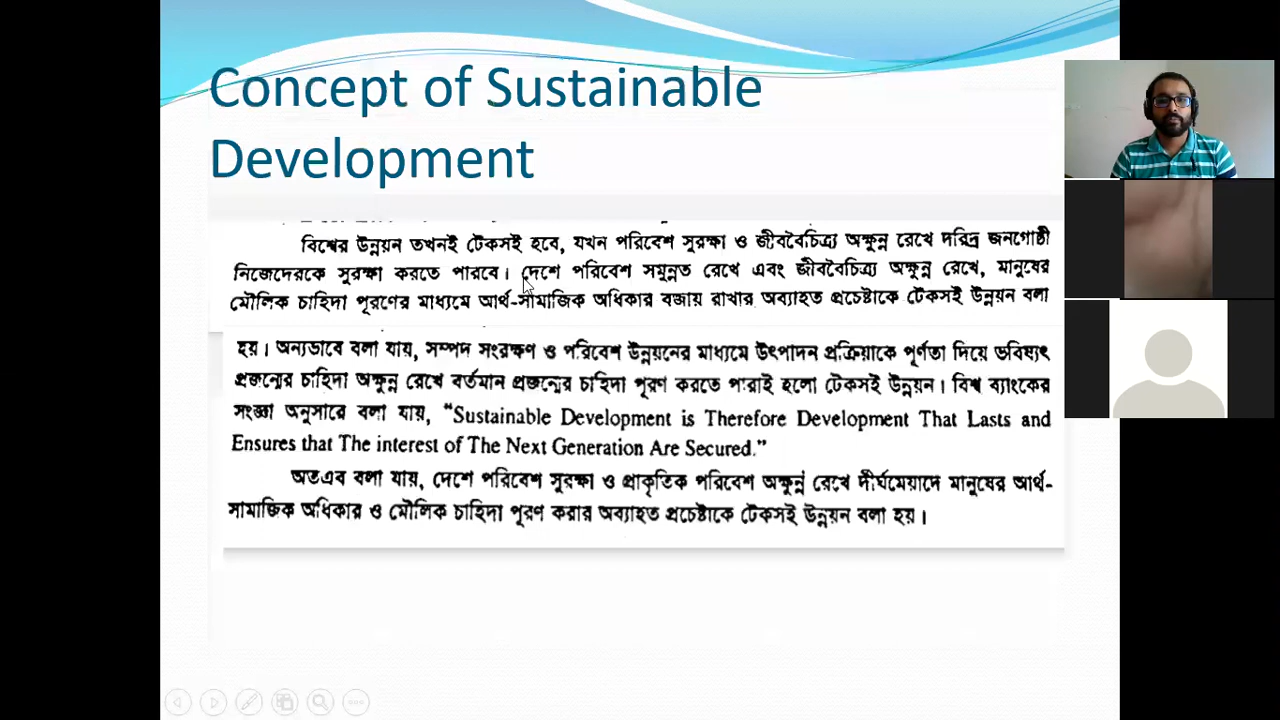 Concept of Sustainable
Development
বিশ্বের উন্নয়ন তখনই টেকসই হবে, যখন পরিবেশ সুরক্ষা ও জীববৈচিত্র্য অক্ষুন্ন রেখে দরিদ্র জনগোষ্ঠী
নিজেদেরকে সুরক্ষা করতে পারবে। দেশে পরিবেশ সমুন্নত রেখে এবং জীববৈচিত্র্য অক্ষুন্ন রেখে, মানুষের
মৌলিক চাহিদা পূরণের মাধ্যমে আর্থ-সামাজিক অধিকার বজায় রাখার অব্যাহত প্রচেষ্টাকে টেকসই উন্নয়ন বলা
হয়। অন্যভাবে বলা যায়, সম্পদ সংরক্ষণ ও পরিবেশ উন্নয়নের মাধ্যমে উৎপাদন প্রক্রিয়াকে পূর্ণতা দিয়ে ভবিষ্যৎ
প্রজন্মের চাহিদা অক্ষুন্ন রেখে বর্তমান প্রজন্মের চাহিদা পূরণ করতে পারাই হলো টেকসই উন্নয়ন। বিশ্ব ব্যাংকের
সংজ্ঞা অনুসারে বলা যায়, “Sustainable Development is Therefore Development That Lasts and
Ensures that The interest of The Next Generation Are Secured.”
অতএব বলা যায়, দেশে পরিবেশ সুরক্ষা ও প্রাকৃতিক পরিবেশ অক্ষুন্ন রেখে দীর্ঘমেয়াদে মানুষের আর্থ-
সামাজিক অধিকার ও মৌলিক চাহিদা পূরণ করার অব্যাহত প্রচেষ্টাকে টেকসই উন্নয়ন বলা হয়।